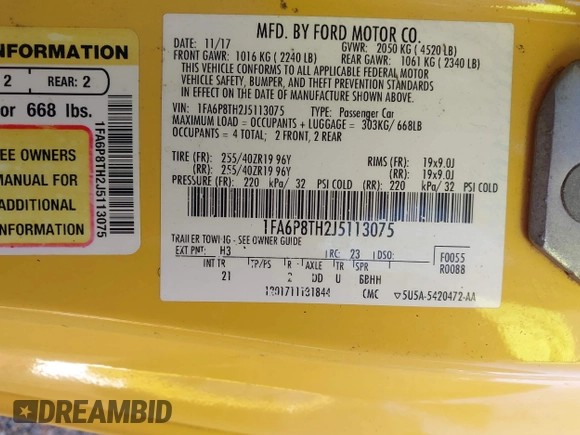 INFORMATION
2 REAR: 2
or 668 lbs.
SEE OWNERS
MANUAL FOR
ADDITIONAL
INFORMATION
1FA6P8TH2J5113075
MFD. BY FORD MOTOR CO.
DATE: 11/17 GVWR: 2050 KG (4520 LB)
FRONT GAWR: 1016 KG (2240 LB) REAR GAWR: 1061 KG (2340 LB)
THIS VEHICLE CONFORMS TO ALL APPLICABLE FEDERAL MOTOR
VEHICLE SAFETY, BUMPER, AND THEFT PREVENTION STANDARDS
IN EFFECT ON THE DATE OF MANUFACTURE SHOWN ABOVE.
VIN: 1FA6P8TH2J5113075 TYPE: Passenger Car
MAXIMUM LOAD = OCCUPANTS + LUGGAGE = 303KG/ 668LB
OCCUPANTS = 4 TOTAL; 2 FRONT, 2 REAR
TIRE (FR): 255/40ZR19 96Y RIMS (FR): 19x9.0J
(RR): 255/40ZR19 96Y (RR): 19x9.0J
PRESSURE (FR): 220 kPa/ 32 PSI COLD (RR): 220 kPa/ 32 PSI COLD
1FA6P8TH2J5113075
TRAILER TOWING - SEE OWNER GUIDE
EXT PNT: H3 RC: 23 DSO: F0055
R0088
INT TR TP/PS R AXLE TR SPR
21 2 U 6BHH
CMC 5U5A-5420472-AA
DREAMBID